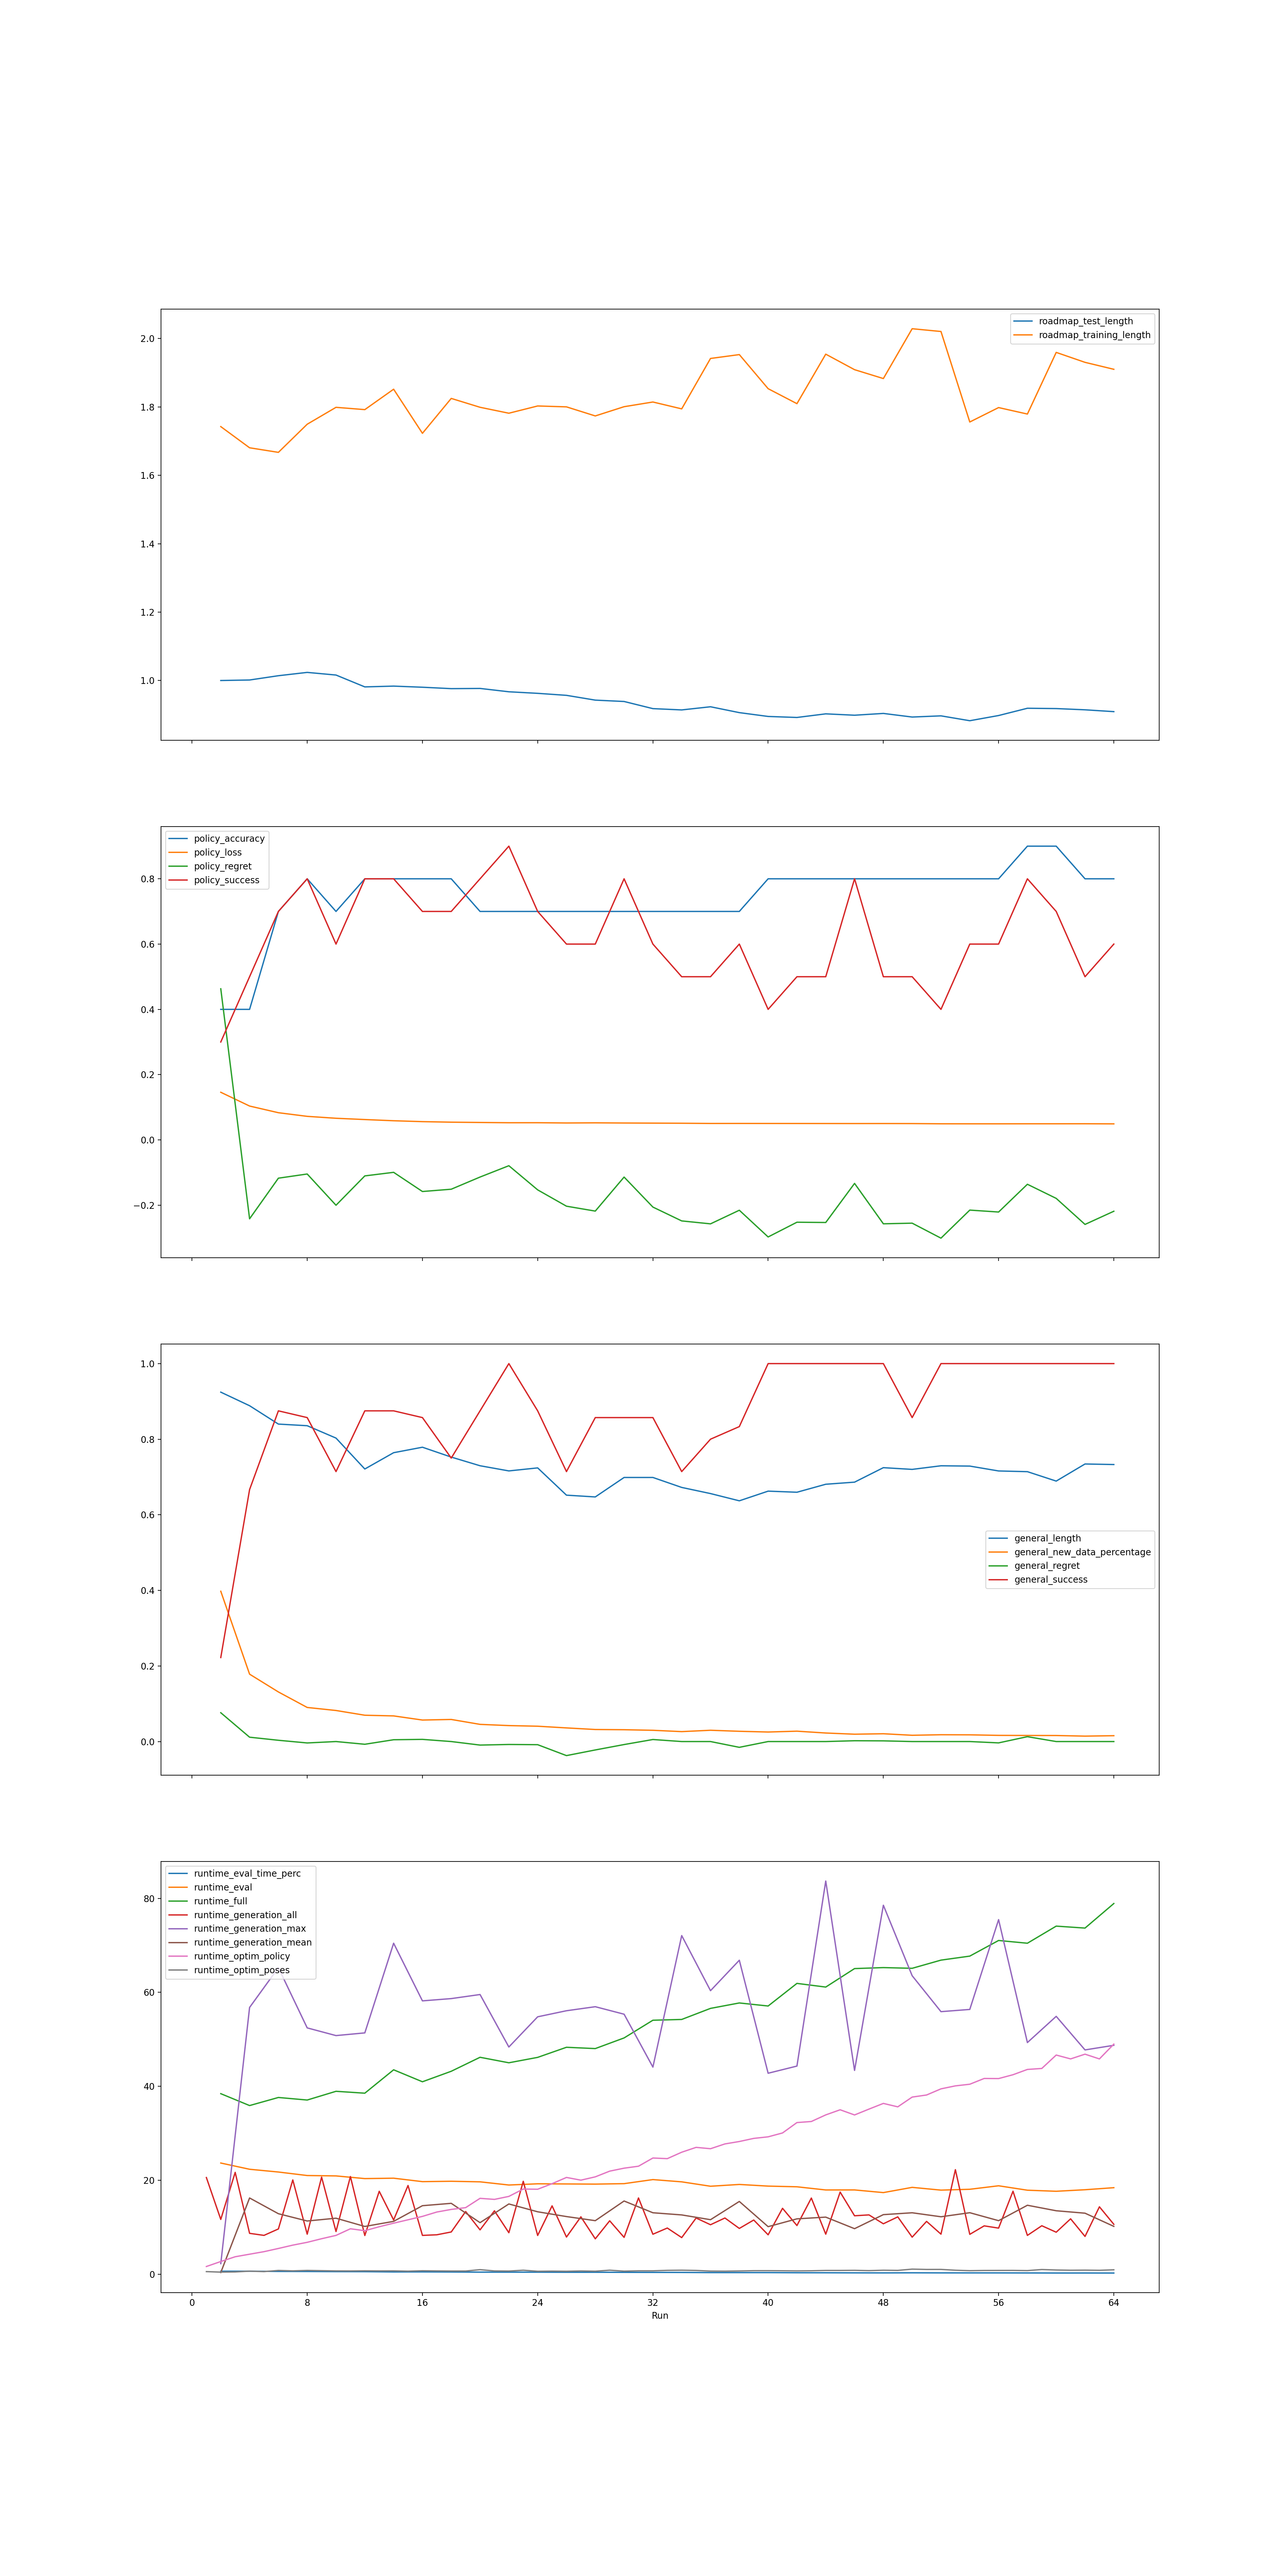 roadmap_test_length
roadmap_training_length
2.0
1.8
1.6
1.4
1.2
1.0
policy_accuracy
policy_loss
policy_regret
policy_success
0.8
0.6
0.4
0.2
0.0
−0.2
1.0
0.8
0.6
0.4
0.2
0.0
general_length
general_new_data_percentage
general_regret
general_success
runtime_eval_time_perc
runtime_eval
runtime_full
runtime_generation_all
runtime_generation_max
runtime_generation_mean
runtime_optim_policy
runtime_optim_poses
80
60
40
20
0
0 8 16 24 32 40 48 56 64
Run